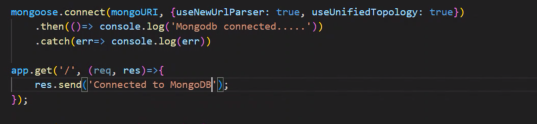 mongoose.connect(mongoURI, {useNewUrlParser: true, useUnifiedTopology: true})
.then(()=> console.log('Mongodb connected.....'))
.catch(err=> console.log(err))
app.get('/', (req, res)=>{
res.send('Connected to MongoDB');
});